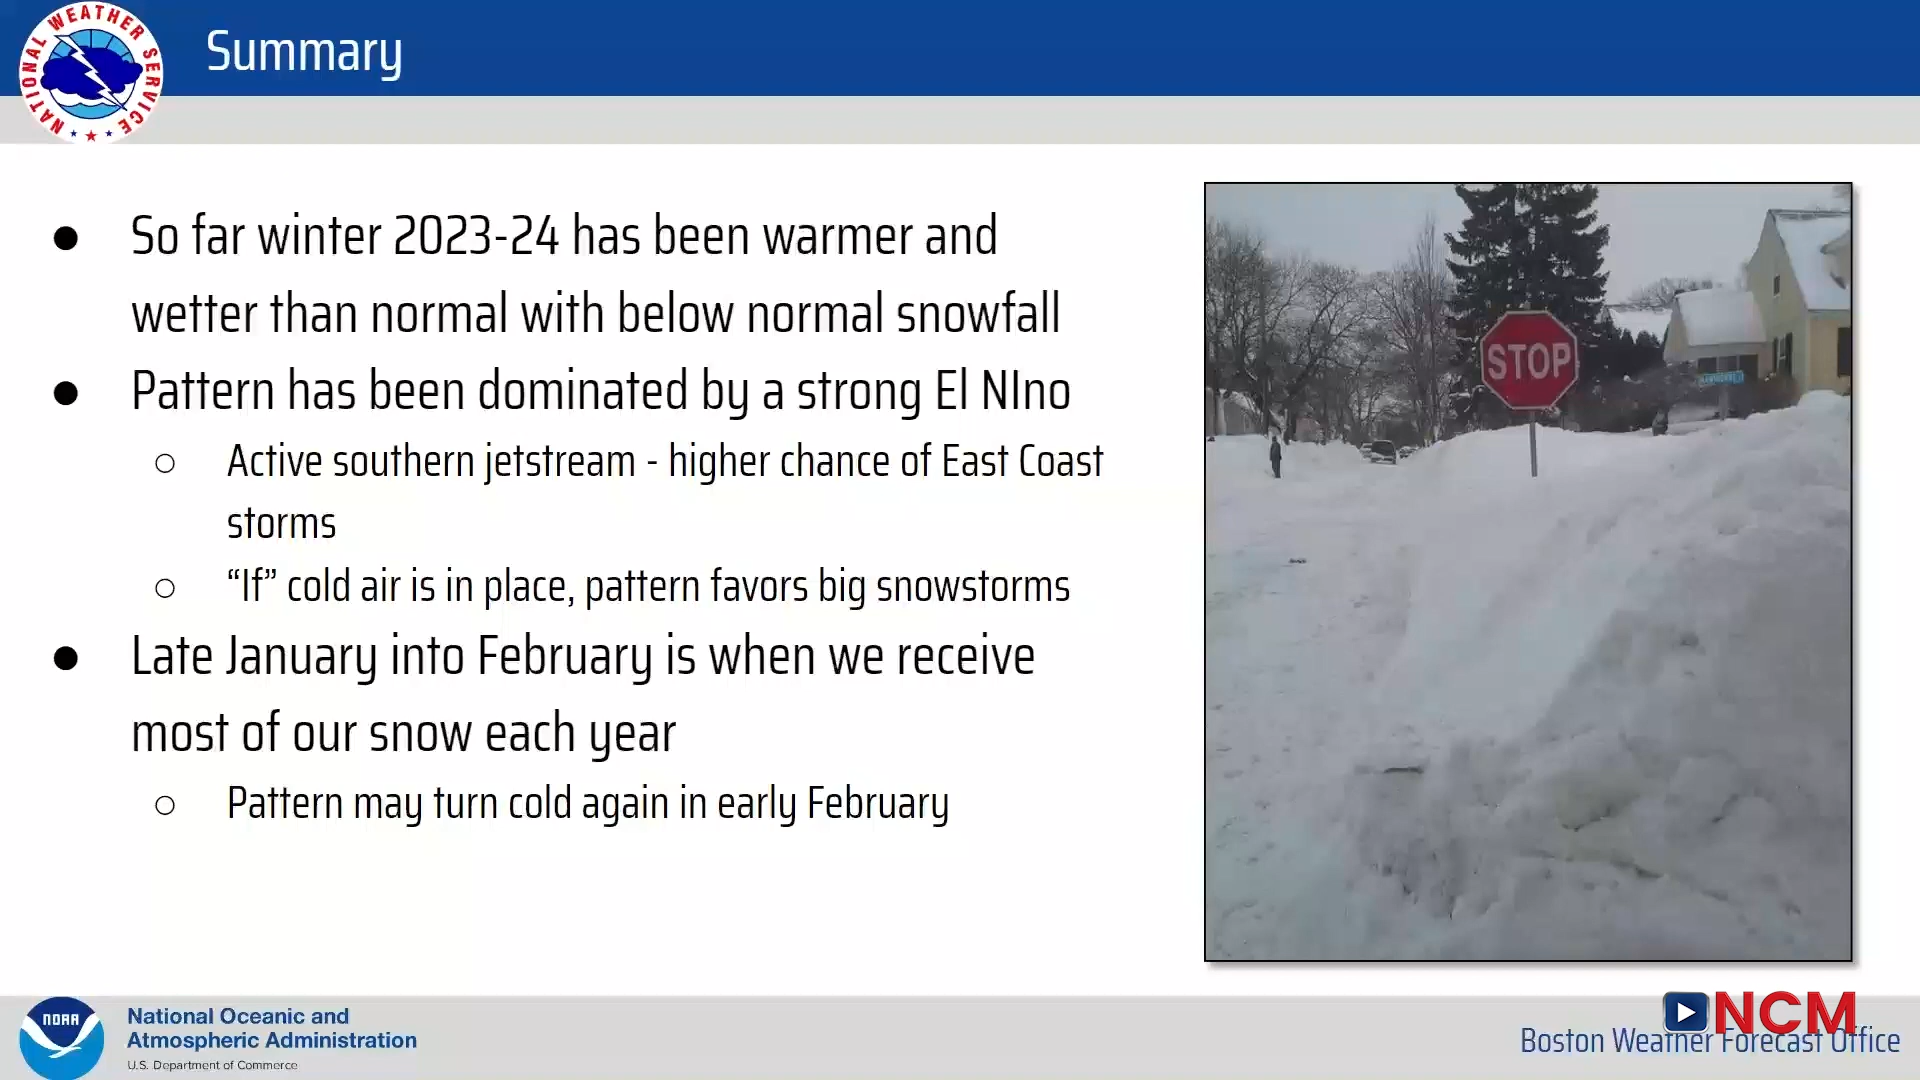 NATIONAL WEATHER SERVICE
Summary
● So far winter 2023-24 has been warmer and
wetter than normal with below normal snowfall
● Pattern has been dominated by a strong El NIno
○ Active southern jetstream - higher chance of East Coast
storms
○ “If” cold air is in place, pattern favors big snowstorms
● Late January into February is when we receive
most of our snow each year
○ Pattern may turn cold again in early February
STOP
NOAA
National Oceanic and
Atmospheric Administration
U.S. Department of Commerce
NCM
Boston Weather Forecast Office